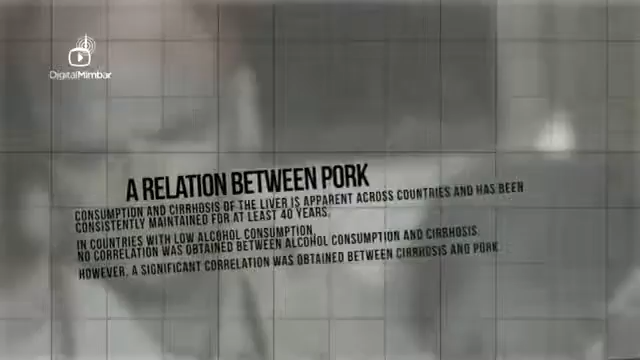 DigitalMimbar
A RELATION BETWEEN PORK
CONSUMPTION AND CIRRHOSIS OF THE LIVER IS APPARENT ACROSS COUNTRIES AND HAS BEEN
CONSISTENTLY MAINTAINED FOR AT LEAST 40 YEARS.
IN COUNTRIES WITH LOW ALCOHOL CONSUMPTION,
NO CORRELATION WAS OBTAINED BETWEEN ALCOHOL CONSUMPTION AND CIRRHOSIS.
HOWEVER, A SIGNIFICANT CORRELATION WAS OBTAINED BETWEEN CIRRHOSIS AND PORK